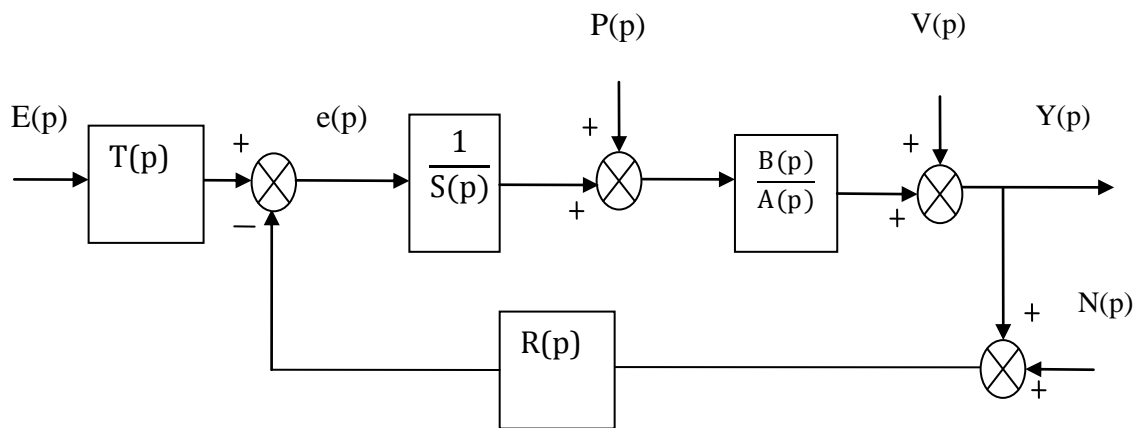 P(p)
V(p)
E(p)
T(p)
+
e(p)
1
S(p)
+
+
B(p)
A(p)
+
+
Y(p)
−
R(p)
+
N(p)
+